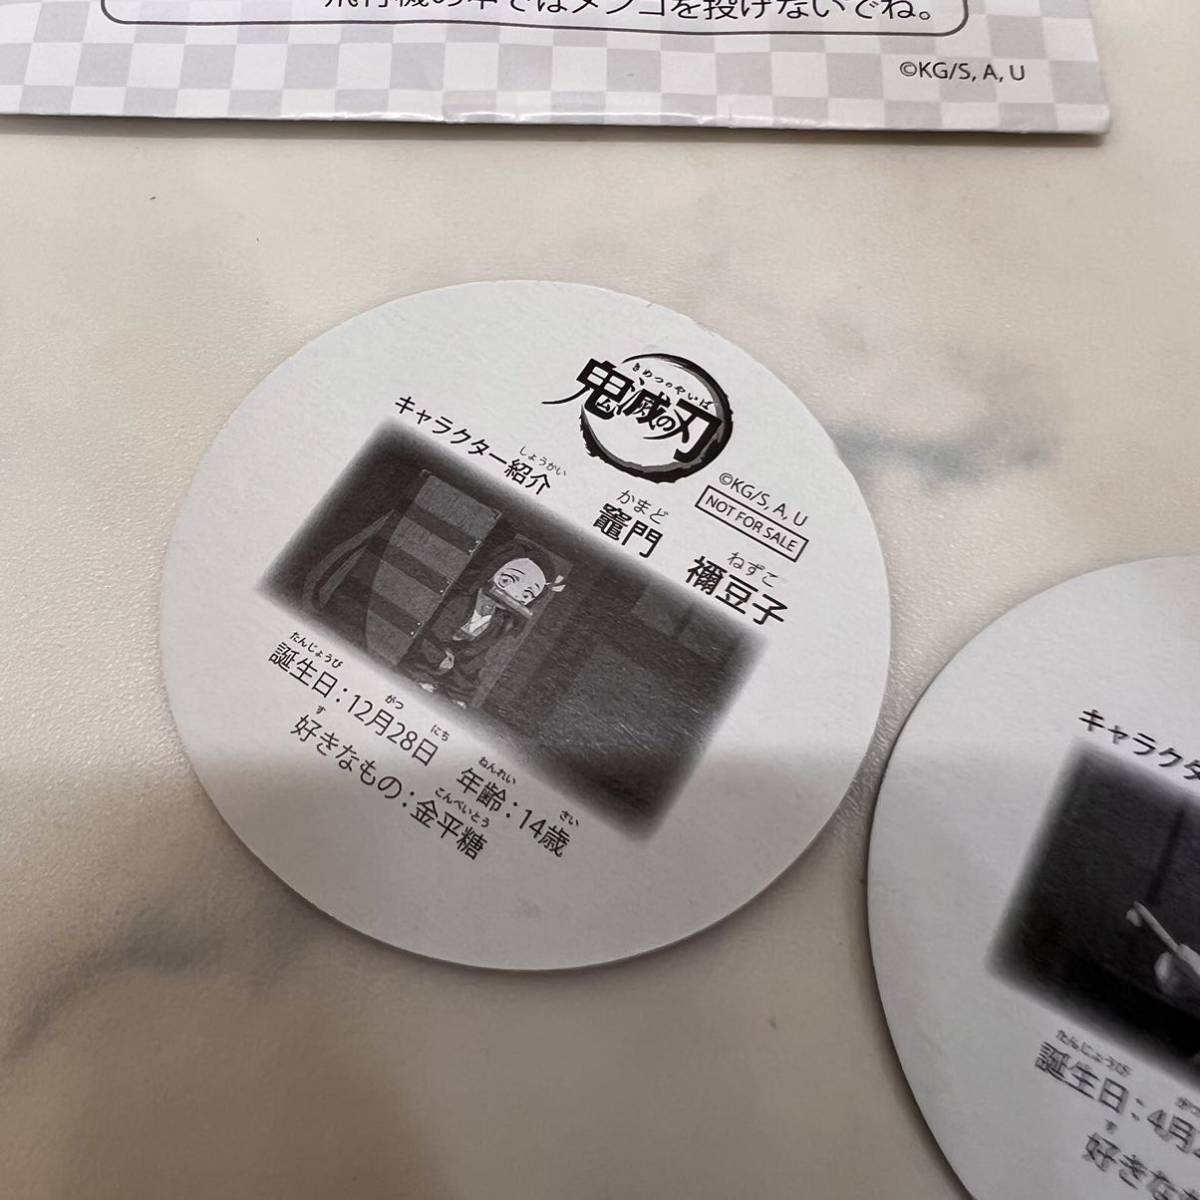 飛行機の中ではメンコを投げないでね。
©KG/S, A, U
きめつのやいば
鬼滅の刃
©KG/S, A, U
NOT FOR SALE
しょうかい
キャラクター紹介
かまど ねずこ
竈門 禰豆子
たんじょうび がつ にち ねんれい さい
誕生日：12月28日 年齢：14歳
す こんぺいとう
好きなもの：金平糖
キャラクタ
たんじょうび
誕生日：4月
す
好きな